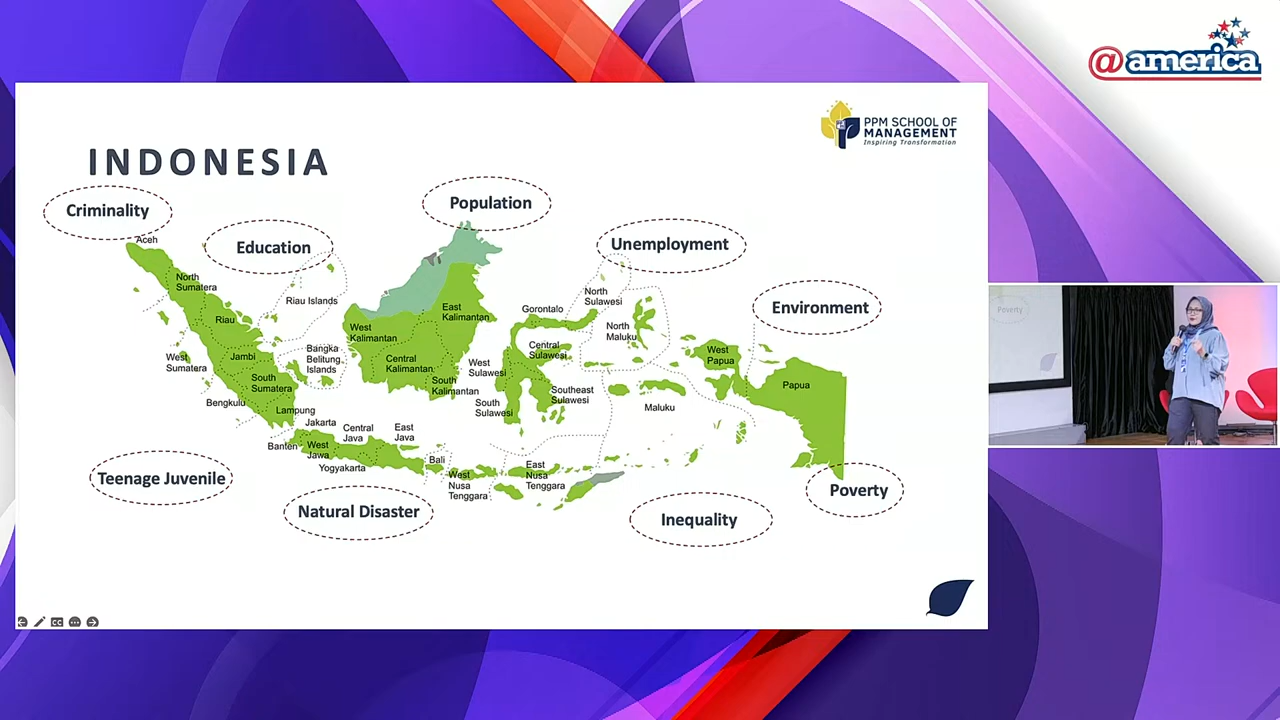 @america
PPM SCHOOL OF
MANAGEMENT
Inspiring Transformation
INDONESIA
Criminality
Education
Population
Unemployment
Environment
Aceh
North
Sumatera
Riau Islands
Riau
West
Sumatera
Jambi
Bangka
Belitung
Islands
South
Sumatera
Bengkulu
Lampung
West
Kalimantan
East
Kalimantan
Central
Kalimantan
South
Kalimantan
Gorontalo
North
Sulawesi
Central
Sulawesi
West
Sulawesi
South
Sulawesi
Southeast
Sulawesi
North
Maluku
Maluku
West
Papua
Papua
Jakarta
Banten
West
Jawa
Central
Java
Yogyakarta
East
Java
Bali
West
Nusa
Tenggara
East
Nusa
Tenggara
Teenage Juvenile
Natural Disaster
Inequality
Poverty
CC
Poverty